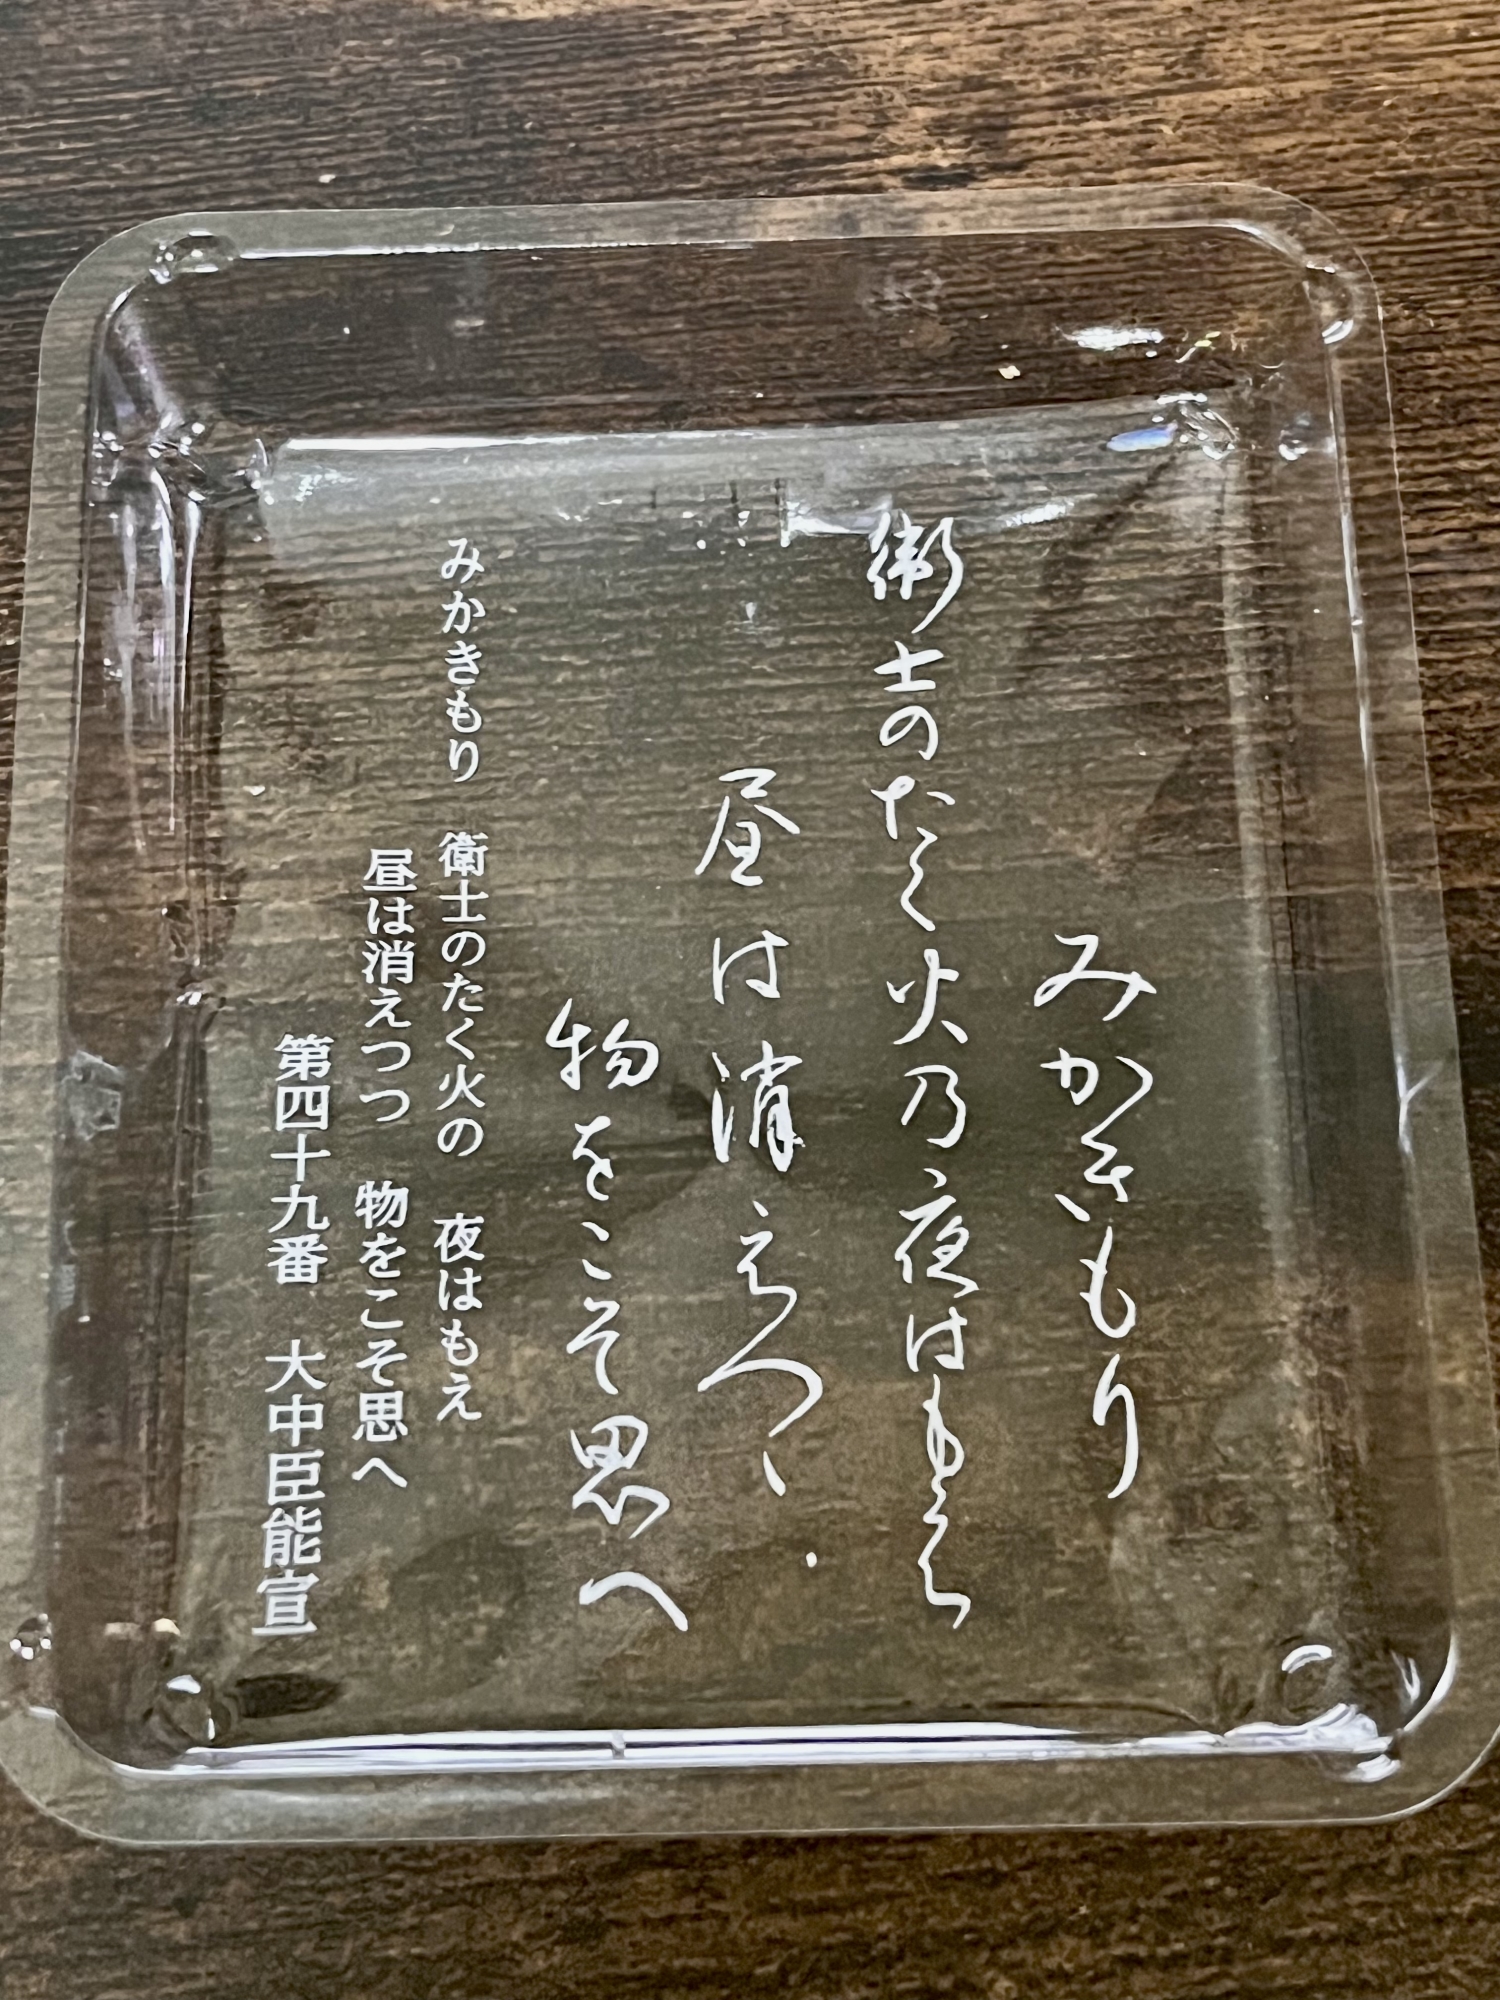 みかきもり
衛士のたく火乃夜はもえ
昼は消えつゝ
物をこそ思へ
みかきもり 衛士のたく火の 夜はもえ
昼は消えつつ 物をこそ思へ
第四十九番 大中臣能宣